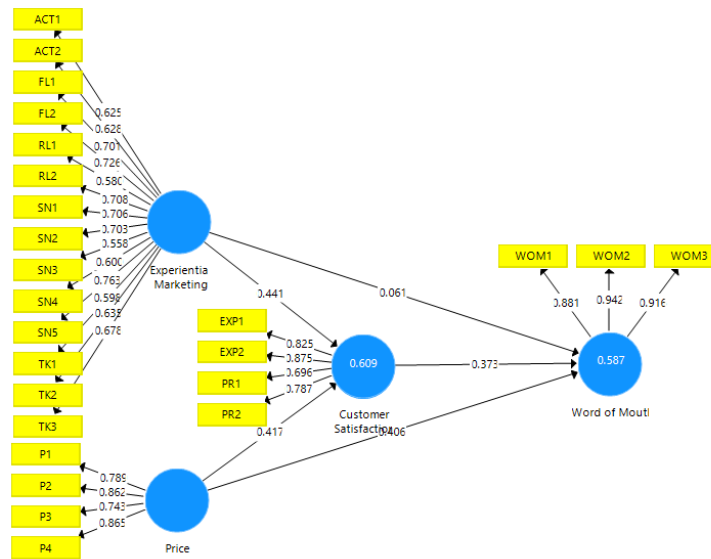 ACT1
ACT2
FL1
FL2
RL1
RL2
SN1
SN2
SN3
SN4
SN5
TK1
TK2
TK3
0.625
0.628
0.701
0.726
0.580
0.708
0.706
0.703
0.558
0.600
0.763
0.598
0.635
0.678
Experientia
Marketing
0.441
0.061
WOM1
WOM2
WOM3
0.881
0.942
0.916
0.587
Word of Mouth
EXP1
EXP2
PR1
PR2
0.825
0.875
0.696
0.787
0.609
Customer
Satisfaction
0.373
0.417
0.406
P1
P2
P3
P4
0.789
0.862
0.743
0.865
Price